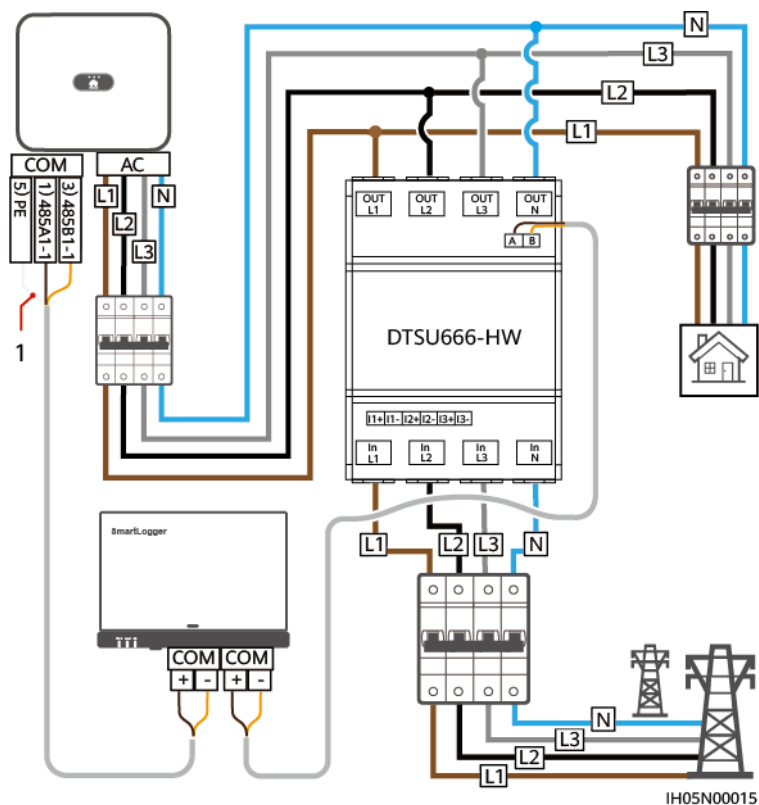 N
L3
L2
L1
COM
AC
5) PE
1) 485A1-1
3) 485B1-1
L1
L2
L3
N
OUT L1
OUT L2
OUT L3
OUT N
A B
1
DTSU666-HW
I1+ I1- I2+ I2- I3+ I3-
In L1
In L2
In L3
In N
SmartLogger
L1
L2
L3
N
COM
COM
+ -
+ -
N
L3
L2
L1
IH05N00015